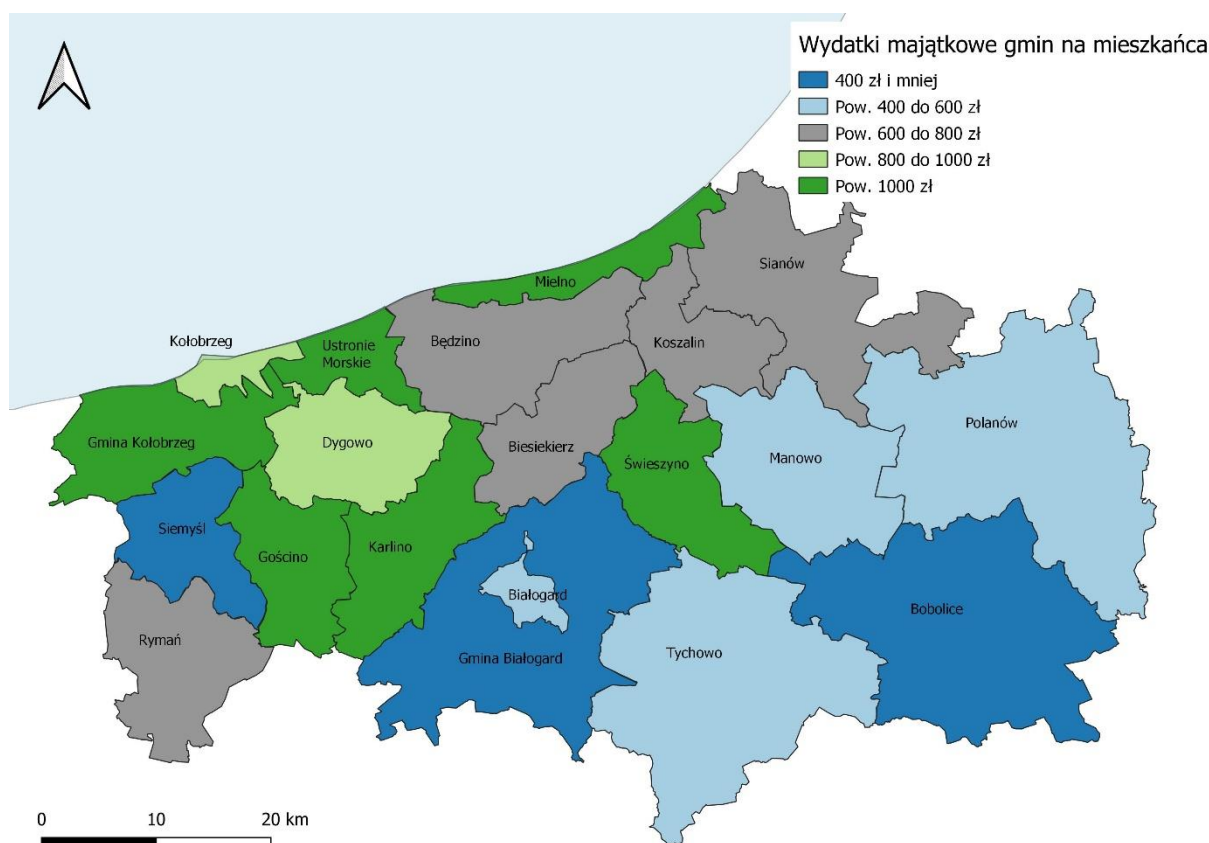 Wydatki majątkowe gmin na mieszkańca
400 zł i mniej
Pow. 400 do 600 zł
Pow. 600 do 800 zł
Pow. 800 do 1000 zł
Pow. 1000 zł
Sianów
Mielno
Kołobrzeg
Ustronie
Morskie
Będzino
Koszalin
Gmina Kołobrzeg
Dygowo
Biesiekierz
Świeszyno
Manowo
Polanów
Siemyśl
Gościno
Karlino
Białogard
Bobolice
Rymań
Gmina Białogard
Tychowo
0 10 20 km